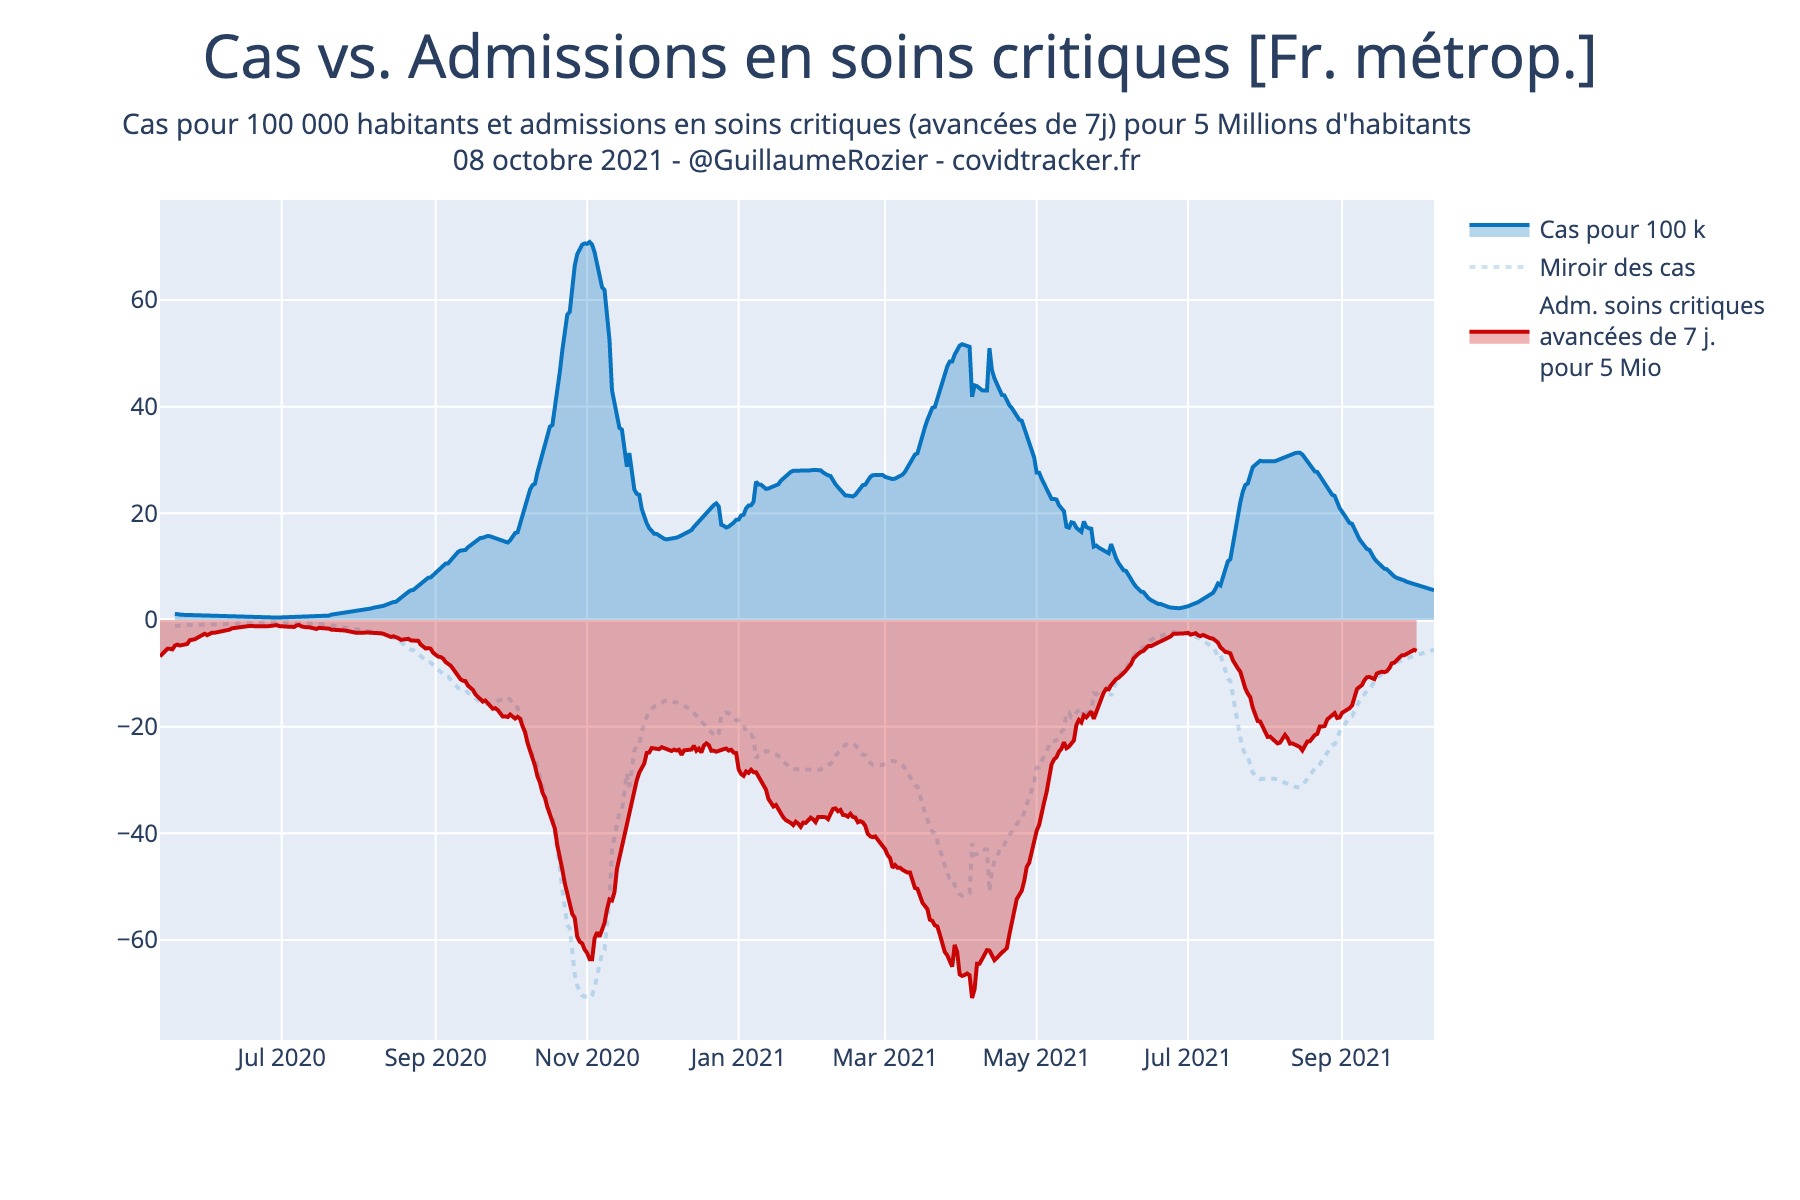 Cas vs. Admissions en soins critiques [Fr. métrop.]
Cas pour 100 000 habitants et admissions en soins critiques (avancées de 7j) pour 5 Millions d'habitants
08 octobre 2021 - @GuillaumeRozier - covidtracker.fr
Cas pour 100 k
Miroir des cas
Adm. soins critiques
avancées de 7 j.
pour 5 Mio
60
40
20
0
−20
−40
−60
Jul 2020
Sep 2020
Nov 2020
Jan 2021
Mar 2021
May 2021
Jul 2021
Sep 2021